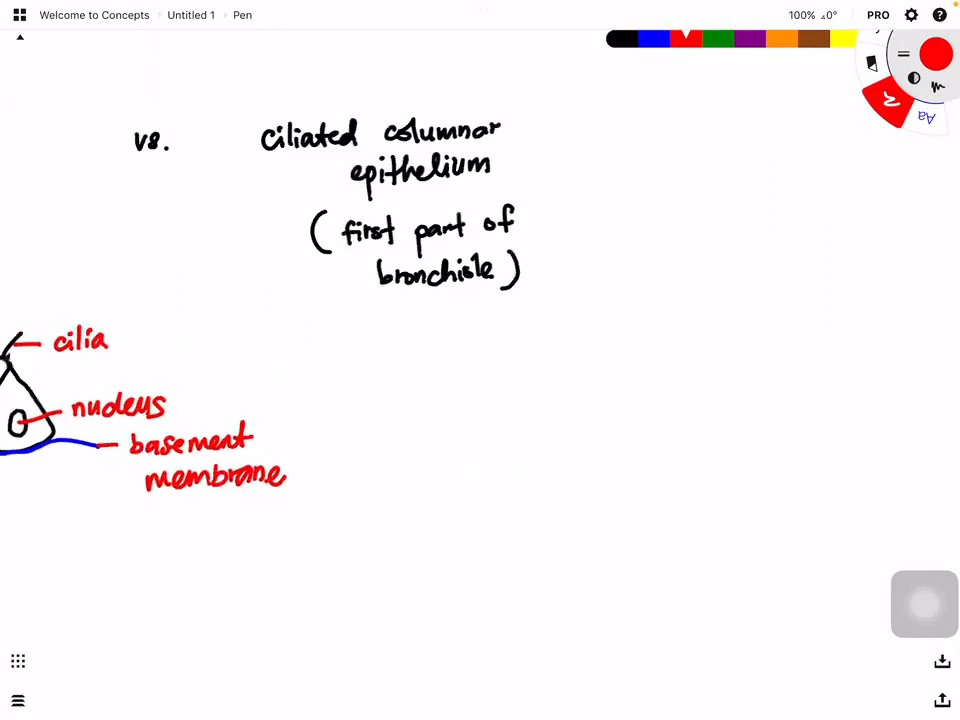 Welcome to Concepts > Untitled 1 > Pen
100% 0°
PRO
Aa
vs.
ciliated columnar
epithelium
(first part of
bronchiole)
cilia
nucleus
basement
membrane